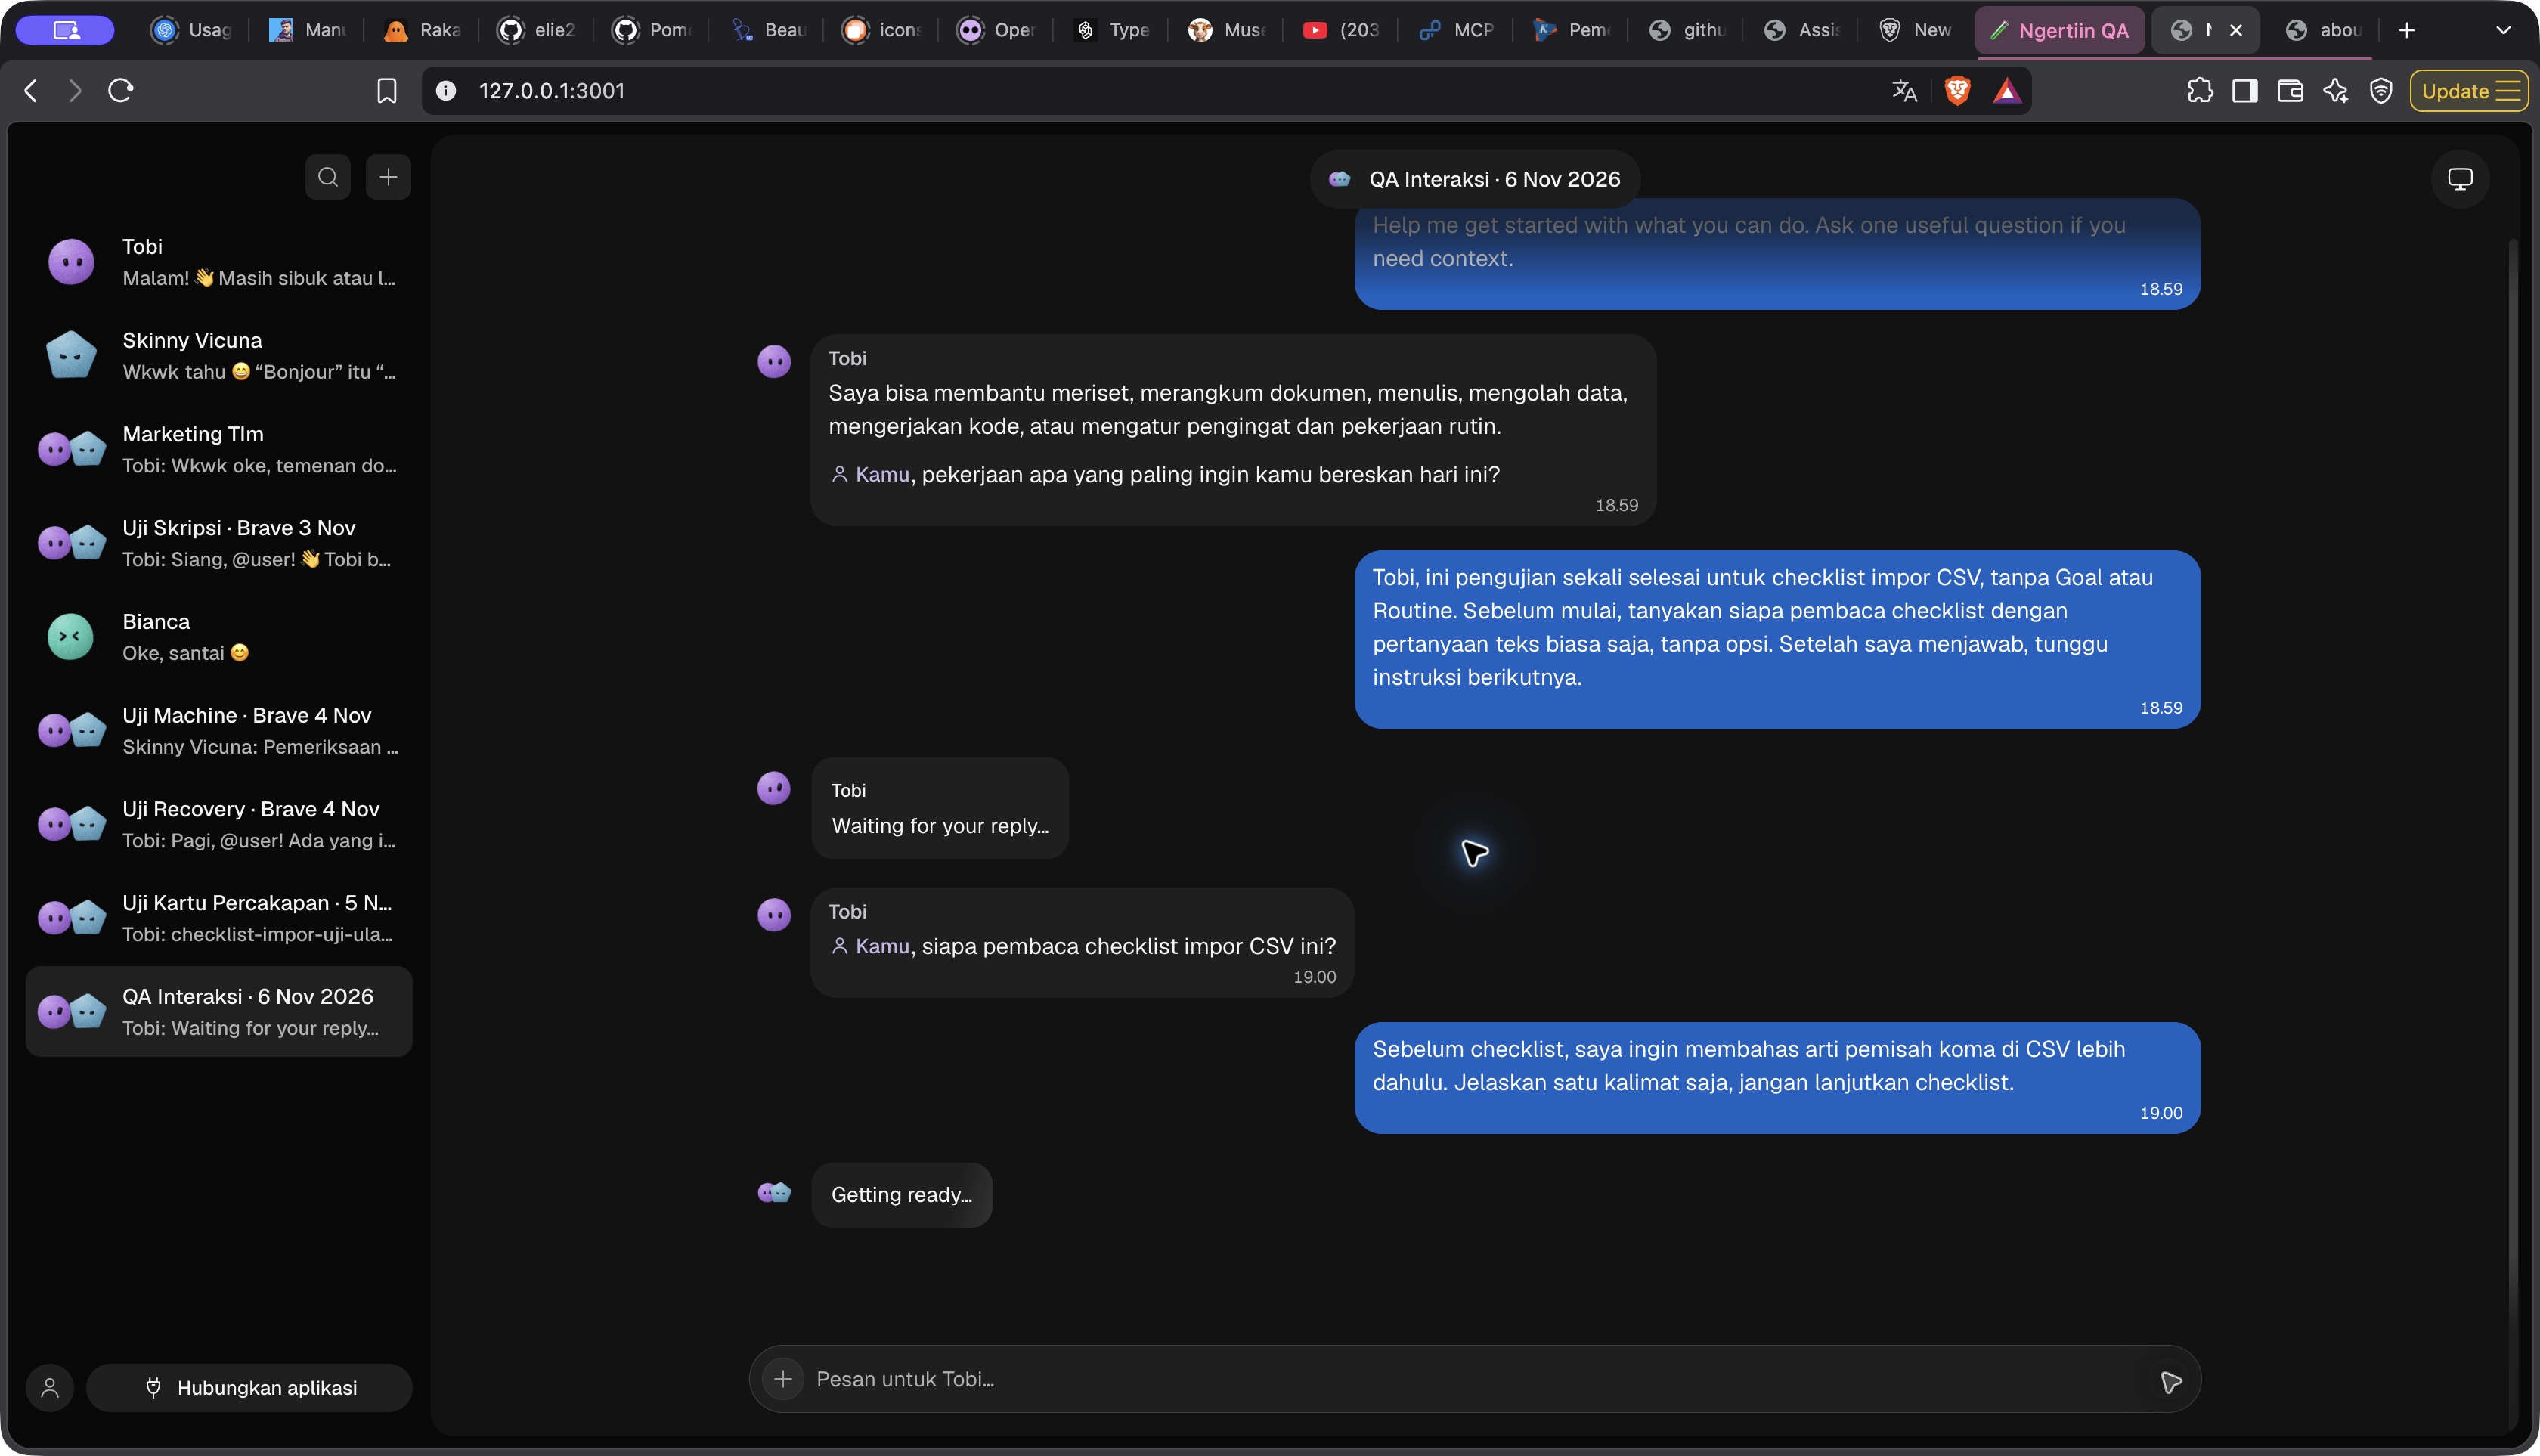 Usag
Manu
Raka
elie2
Pom
Beau
icon
Oper
Type
Muse
(203
MCP
Peme
githu
Assis
New
Ngertiin QA
abou
127.0.0.1:3001
Update
Tobi
Malam! 👋 Masih sibuk atau l...
Skinny Vicuna
Wkwk tahu 😄 “Bonjour” itu “...
Marketing TIm
Tobi: Wkwk oke, temenan do...
Uji Skripsi · Brave 3 Nov
Tobi: Siang, @user! 👋 Tobi b...
Bianca
Oke, santai 😊
Uji Machine · Brave 4 Nov
Skinny Vicuna: Pemeriksaan ...
Uji Recovery · Brave 4 Nov
Tobi: Pagi, @user! Ada yang i...
Uji Kartu Percakapan · 5 N...
Tobi: checklist-impor-uji-ula...
QA Interaksi · 6 Nov 2026
Tobi: Waiting for your reply...
Hubungkan aplikasi
QA Interaksi · 6 Nov 2026
Help me get started with what you can do. Ask one useful question if you
need context.
18.59
Tobi
Saya bisa membantu meriset, merangkum dokumen, menulis, mengolah data,
mengerjakan kode, atau mengatur pengingat dan pekerjaan rutin.
Kamu, pekerjaan apa yang paling ingin kamu bereskan hari ini?
18.59
Tobi, ini pengujian sekali selesai untuk checklist impor CSV, tanpa Goal atau
Routine. Sebelum mulai, tanyakan siapa pembaca checklist dengan
pertanyaan teks biasa saja, tanpa opsi. Setelah saya menjawab, tunggu
instruksi berikutnya.
18.59
Tobi
Waiting for your reply...
Tobi
Kamu, siapa pembaca checklist impor CSV ini?
19.00
Sebelum checklist, saya ingin membahas arti pemisah koma di CSV lebih
dahulu. Jelaskan satu kalimat saja, jangan lanjutkan checklist.
19.00
Getting ready...
Pesan untuk Tobi...